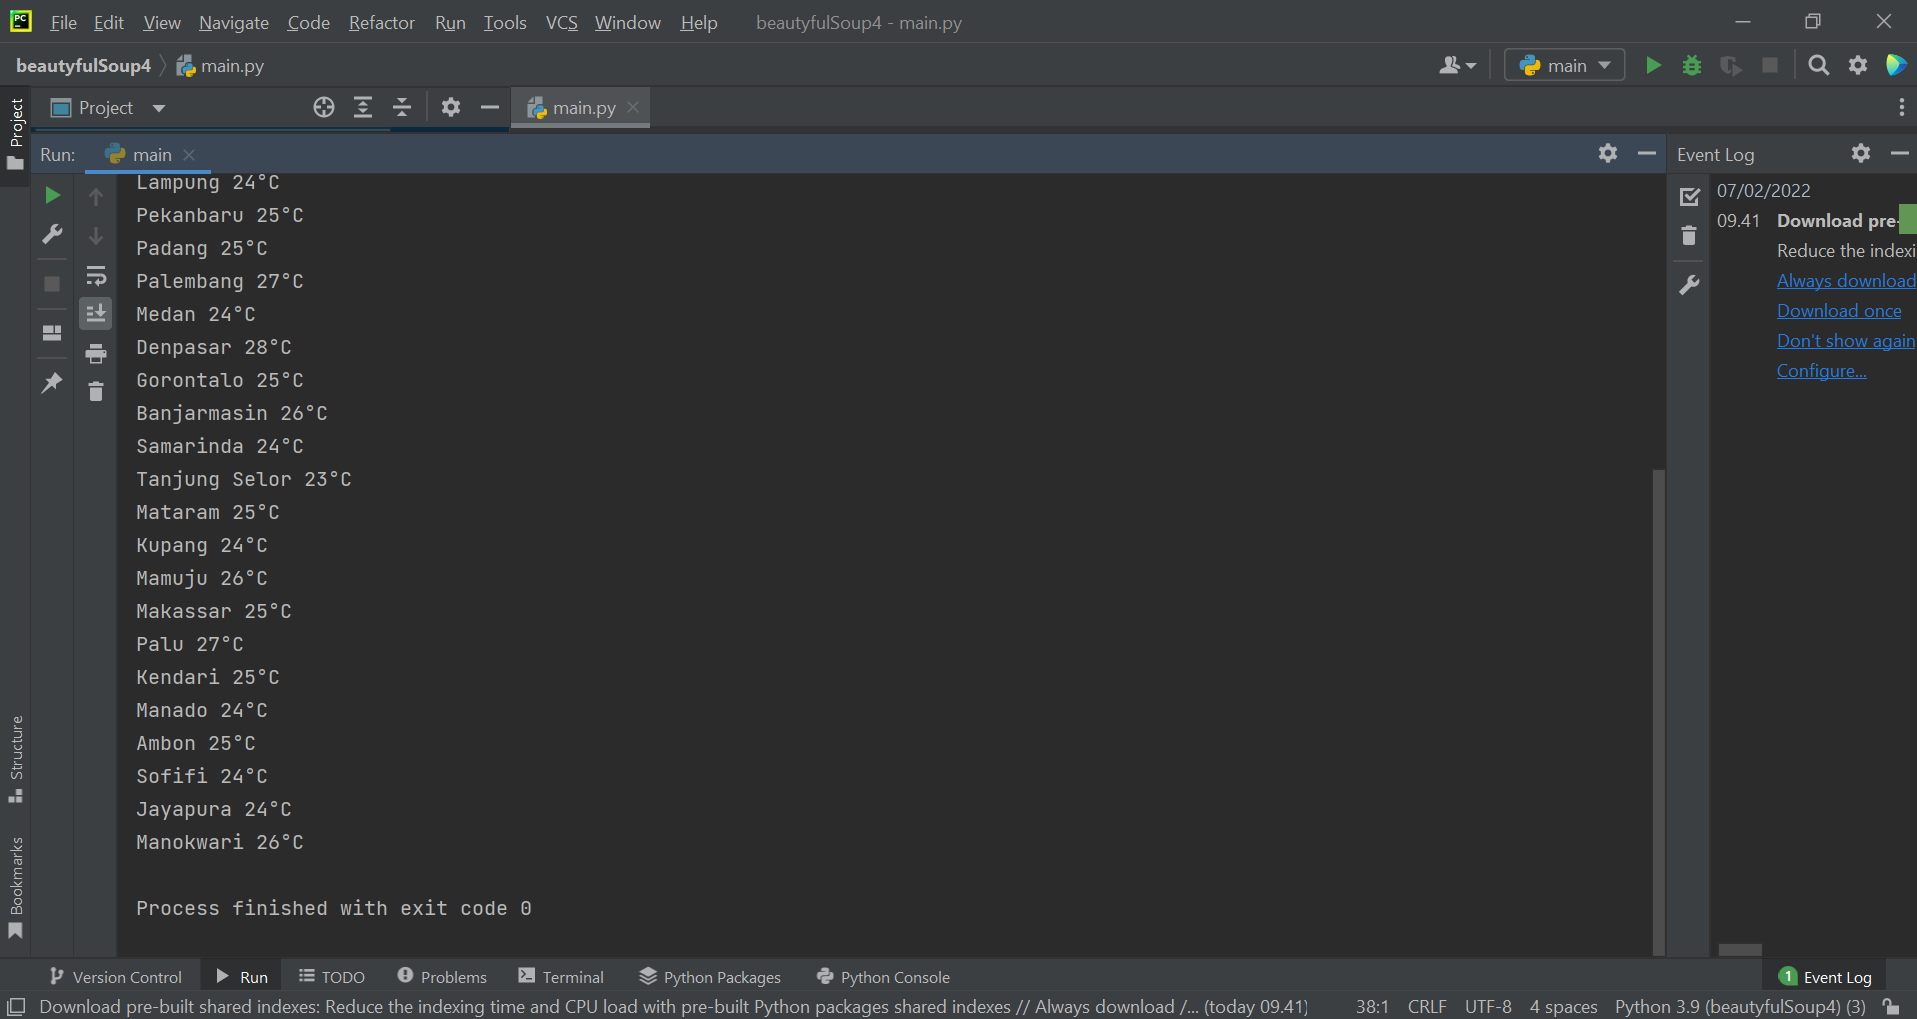 PC File Edit View Navigate Code Refactor Run Tools VCS Window Help beautyfulSoup4 - main.py
beautyfulSoup4 main.py main
Project Project main.py
Run: main Event Log
Lampung 24°C
Pekanbaru 25°C
Padang 25°C
Palembang 27°C
Medan 24°C
Denpasar 28°C
Gorontalo 25°C
Banjarmasin 26°C
Samarinda 24°C
Tanjung Selor 23°C
Mataram 25°C
Kupang 24°C
Mamuju 26°C
Makassar 25°C
Palu 27°C
Kendari 25°C
Manado 24°C
Ambon 25°C
Sofifi 24°C
Jayapura 24°C
Manokwari 26°C
Process finished with exit code 0
07/02/2022
09.41 Download pre-
Reduce the indexi
Always download
Download once
Don't show again
Configure...
Structure
Bookmarks
Version Control Run TODO Problems Terminal Python Packages Python Console 1 Event Log
Download pre-built shared indexes: Reduce the indexing time and CPU load with pre-built Python packages shared indexes // Always download /... (today 09.41) 38:1 CRLF UTF-8 4 spaces Python 3.9 (beautyfulSoup4) (3)